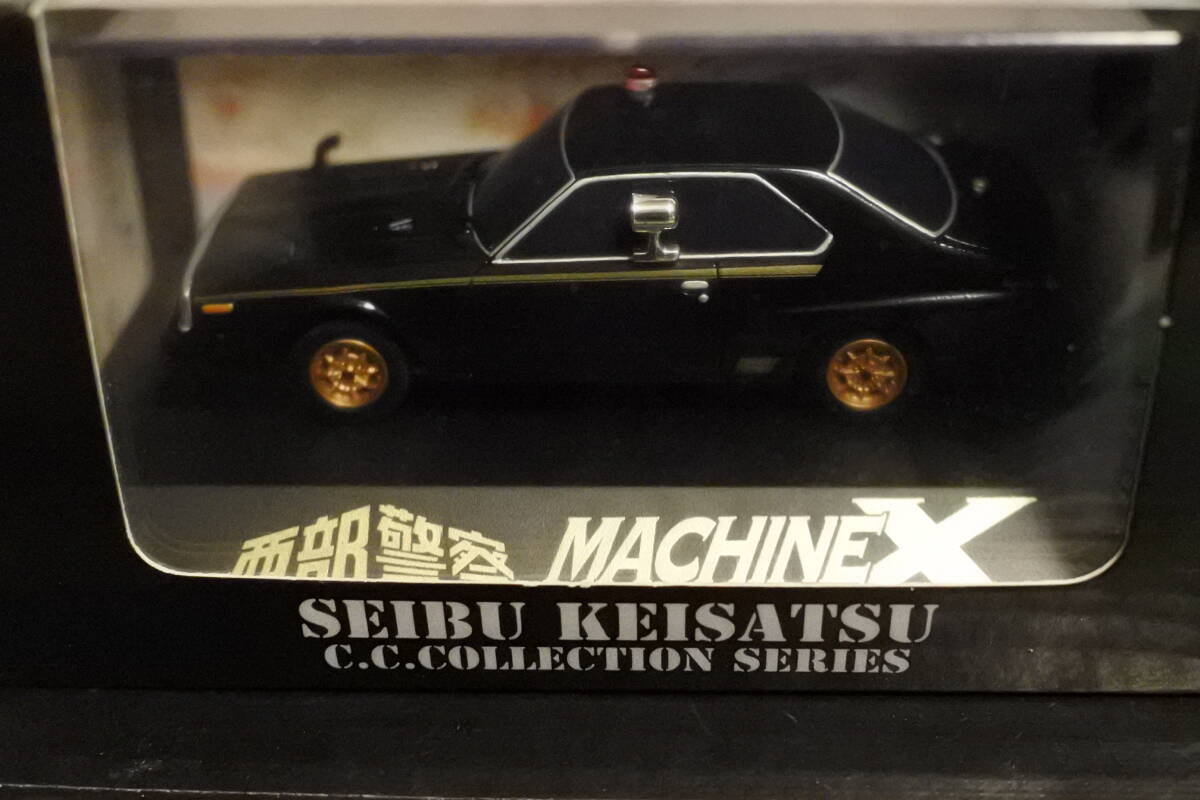 西部警察 MACHINE X
SEIBU KEISATSU
C.C.COLLECTION SERIES